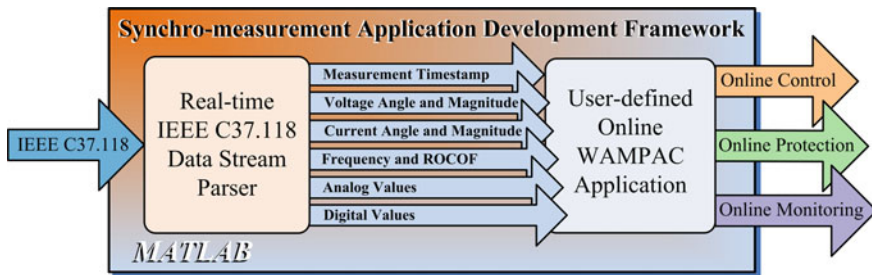 Synchro-measurement Application Development Framework
IEEE C37.118
Real-time
IEEE C37.118
Data Stream
Parser
Measurement Timestamp
Voltage Angle and Magnitude
Current Angle and Magnitude
Frequency and ROCOF
Analog Values
Digital Values
User-defined
Online
WAMPAC
Application
Online Control
Online Protection
Online Monitoring
MATLAB